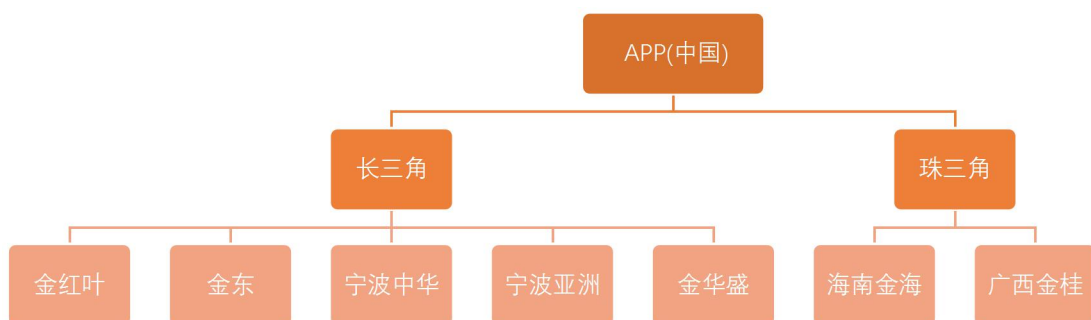 APP(中国)
长三角
珠三角
金红叶
金东
宁波中华
宁波亚洲
金华盛
海南金海
广西金桂